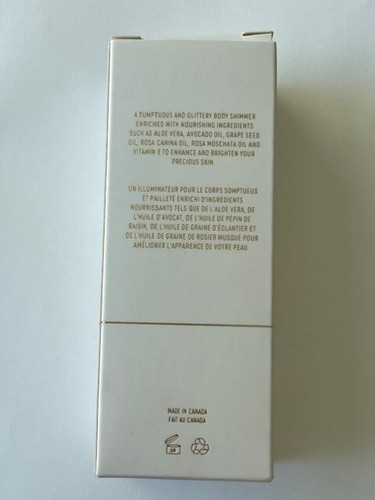 A SUMPTUOUS AND GLITTERY BODY SHIMMER
ENRICHED WITH NOURISHING INGREDIENTS
SUCH AS ALOE VERA, AVOCADO OIL, GRAPE SEED
OIL, ROSA CANINA OIL, ROSA MOSCHATA OIL AND
VITAMIN E TO ENHANCE AND BRIGHTEN YOUR
PRECIOUS SKIN
UN ILLUMINATEUR POUR LE CORPS SOMPTUEUX
ET PAILLETÉ ENRICHI D'INGRÉDIENTS
NOURRISSANTS TELS QUE DE L'ALOE VERA, DE
L'HUILE D'AVOCAT, DE L'HUILE DE PEPIN DE
RAISIN, DE L'HUILE DE GRAINE D'ÉGLANTIER ET
DE L'HUILE DE GRAINE DE ROSIER MUSQUE POUR
AMÉLIORER L'APPARENCE DE VOTRE PEAU
MADE IN CANADA
FAIT AU CANADA